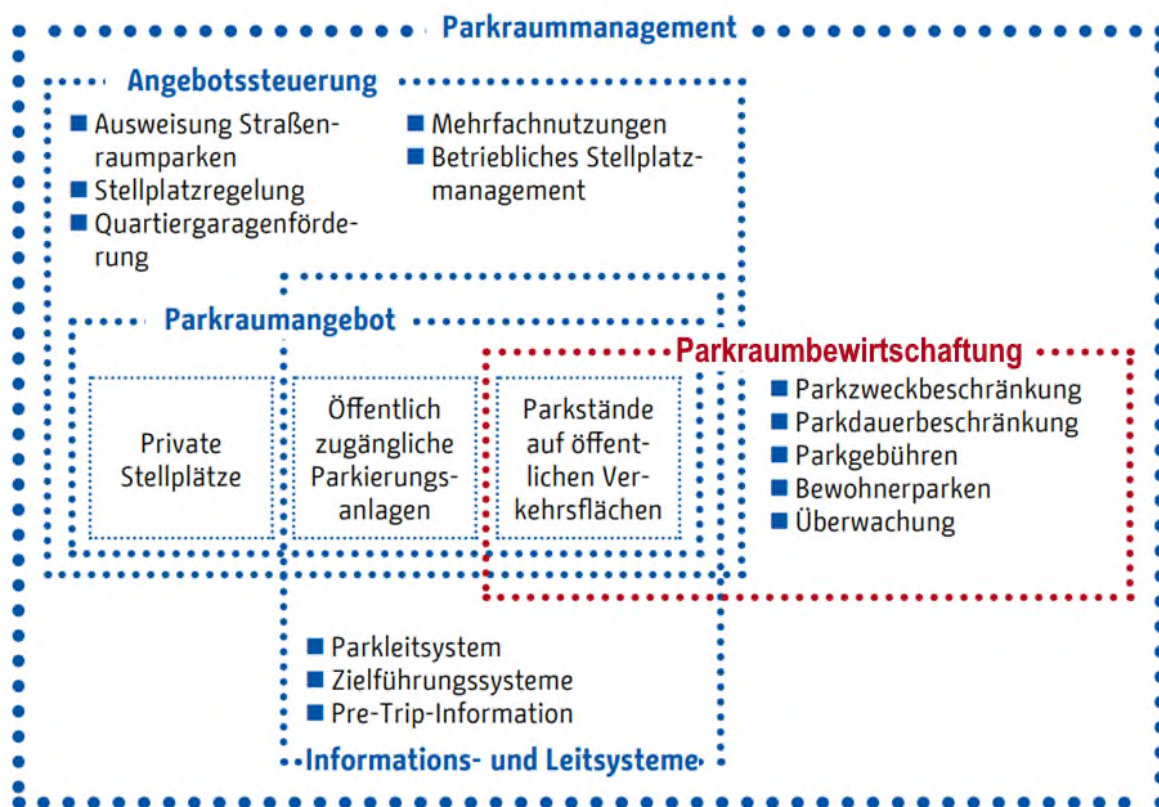 Parkraummanagement
Angebotssteuerung
■ Ausweisung Straßen-
raumparken
■ Stellplatzregelung
■ Quartiergaragenförde-
rung
■ Mehrfachnutzungen
■ Betriebliches Stellplatz-
management
Parkraumangebot
Private
Stellplätze
Öffentlich
zugängliche
Parkierungs-
anlagen
Parkstände
auf öffent-
lichen Ver-
kehrsflächen
Parkraumbewirtschaftung
■ Parkzweckbeschränkung
■ Parkdauerbeschränkung
■ Parkgebühren
■ Bewohnerparken
■ Überwachung
■ Parkleitsystem
■ Zielführungssysteme
■ Pre-Trip-Information
Informations- und Leitsysteme